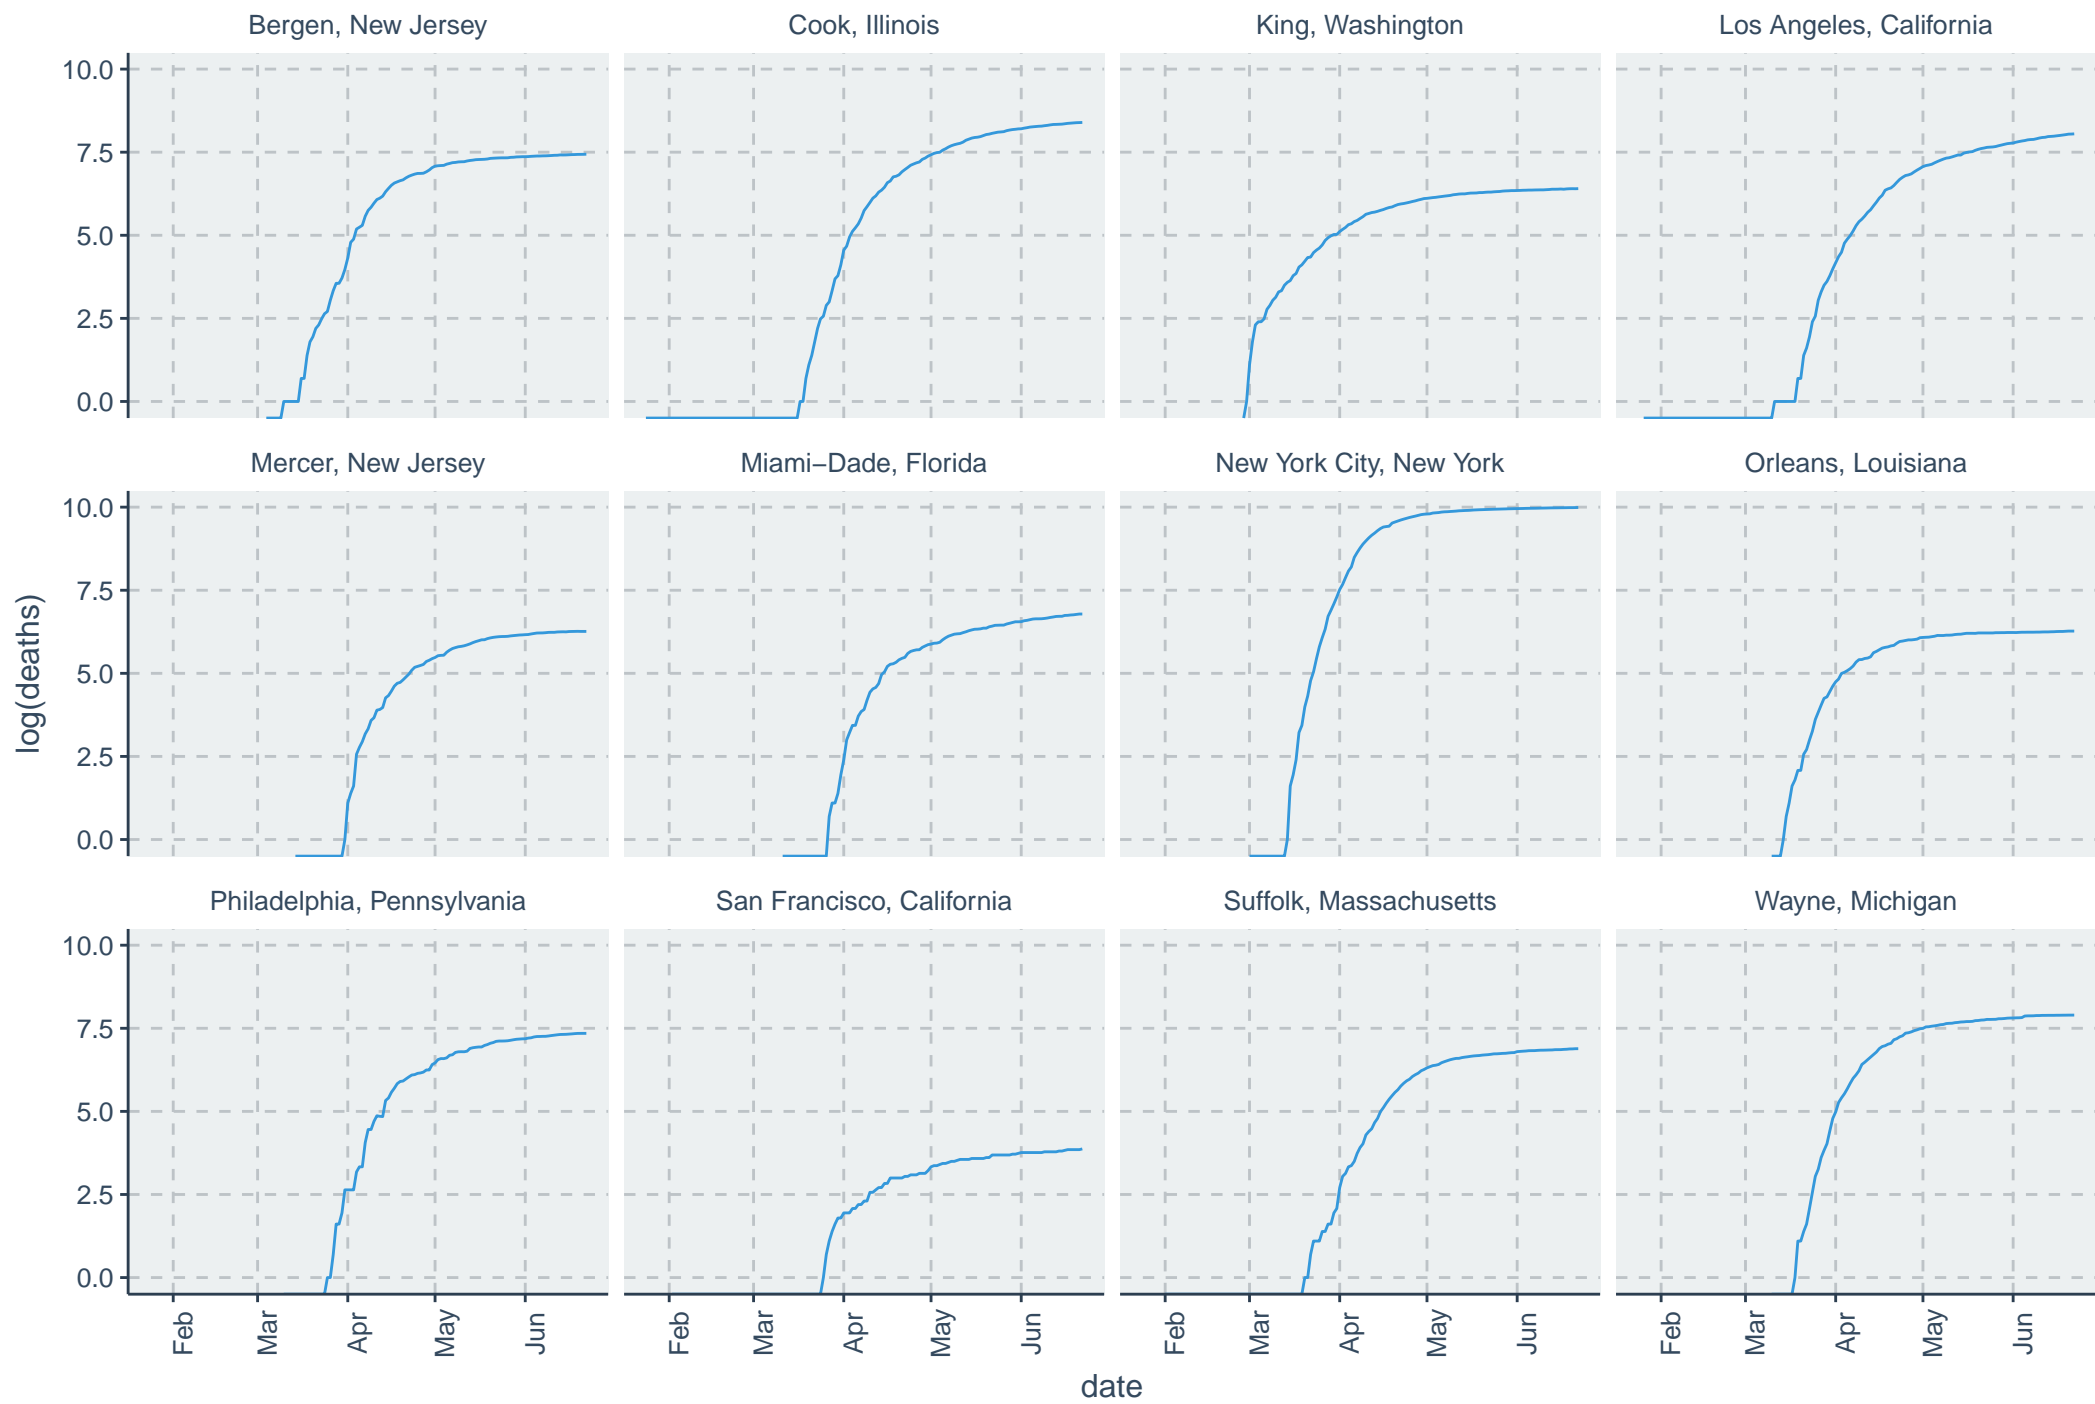 Bergen, New Jersey
Cook, Illinois
King, Washington
Los Angeles, California
10.0
7.5
5.0
2.5
0.0
Mercer, New Jersey
Miami−Dade, Florida
New York City, New York
Orleans, Louisiana
10.0
7.5
5.0
2.5
0.0
log(deaths)
Philadelphia, Pennsylvania
San Francisco, California
Suffolk, Massachusetts
Wayne, Michigan
10.0
7.5
5.0
2.5
0.0
Feb
Mar
Apr
May
Jun
Feb
Mar
Apr
May
Jun
Feb
Mar
Apr
May
Jun
Feb
Mar
Apr
May
Jun
date